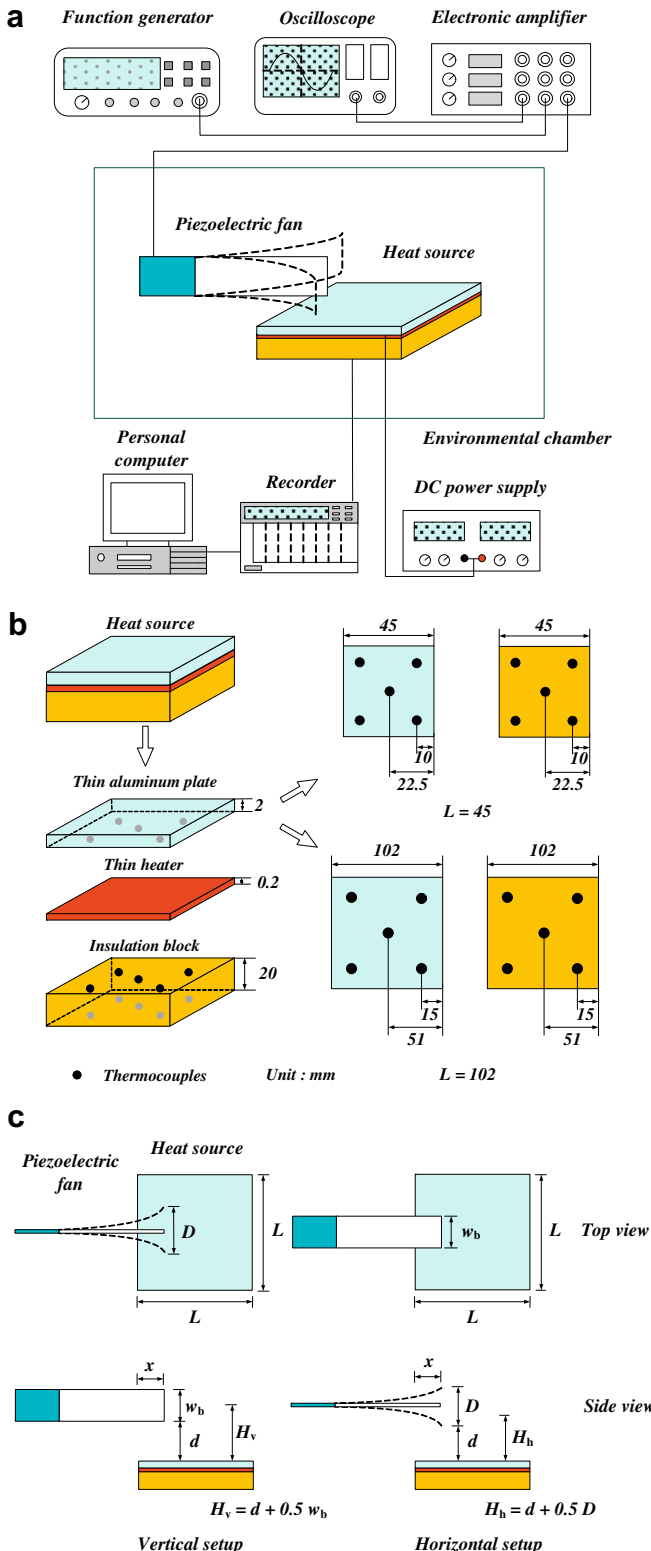 a
Function generator
Oscilloscope
Electronic amplifier
Piezoelectric fan
Heat source
Personal
computer
Environmental chamber
Recorder
DC power supply
b
Heat source
45
45
10
10
22.5
22.5
Thin aluminum plate
2
L = 45
Thin heater
0.2
102
102
Insulation block
20
15
15
51
51
Thermocouples
Unit : mm
L = 102
c
Heat source
Piezoelectric
fan
D
L
L
wb
L
L
Top view
x
wb
d
Hv
x
D
d
Hh
Side view
Hv = d + 0.5 wb
Hh = d + 0.5 D
Vertical setup
Horizontal setup